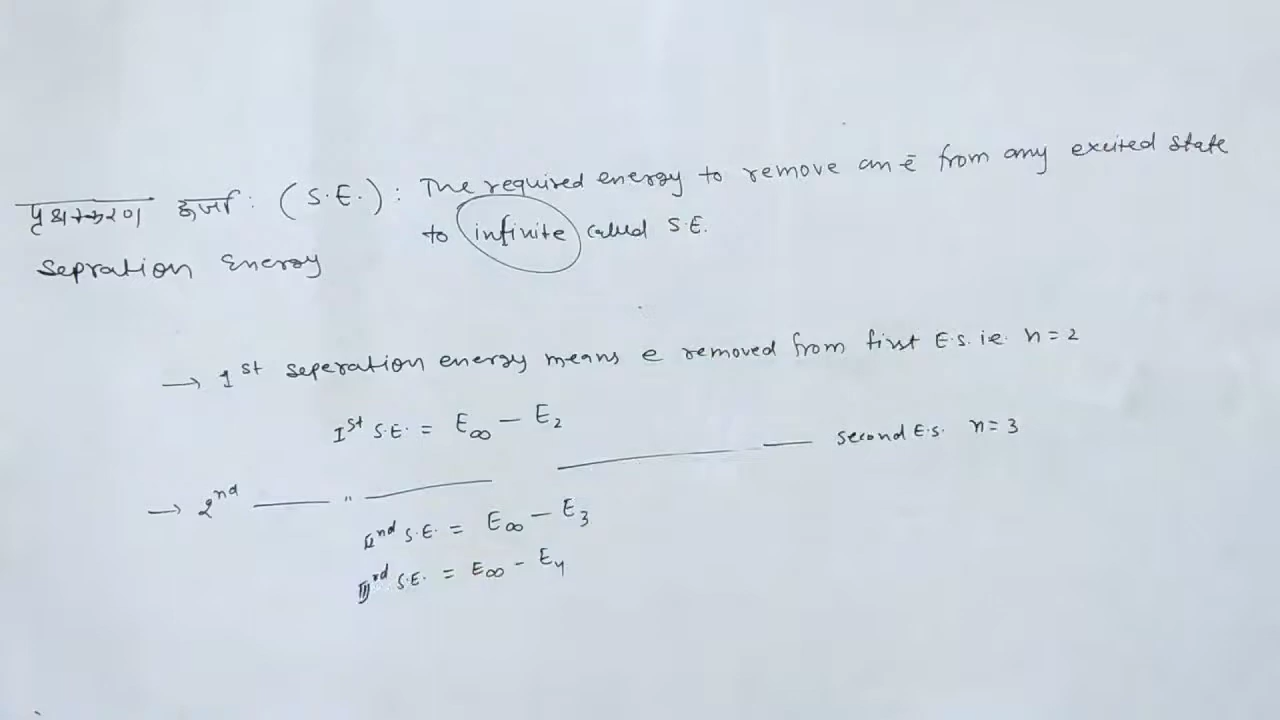 पृथक्करण ऊर्जा : (S.E.) : The required energy to remove an ē from any excited state
to infinite called S.E.
Sepration Energy
→ 1st seperation energy means e removed from first E.S. i.e. n = 2
Ist S.E. = E∞ − E2
→ 2nd —— " —— —— —— second E.S. n = 3
IInd S.E. = E∞ − E3
IIIrd S.E. = E∞ - E4